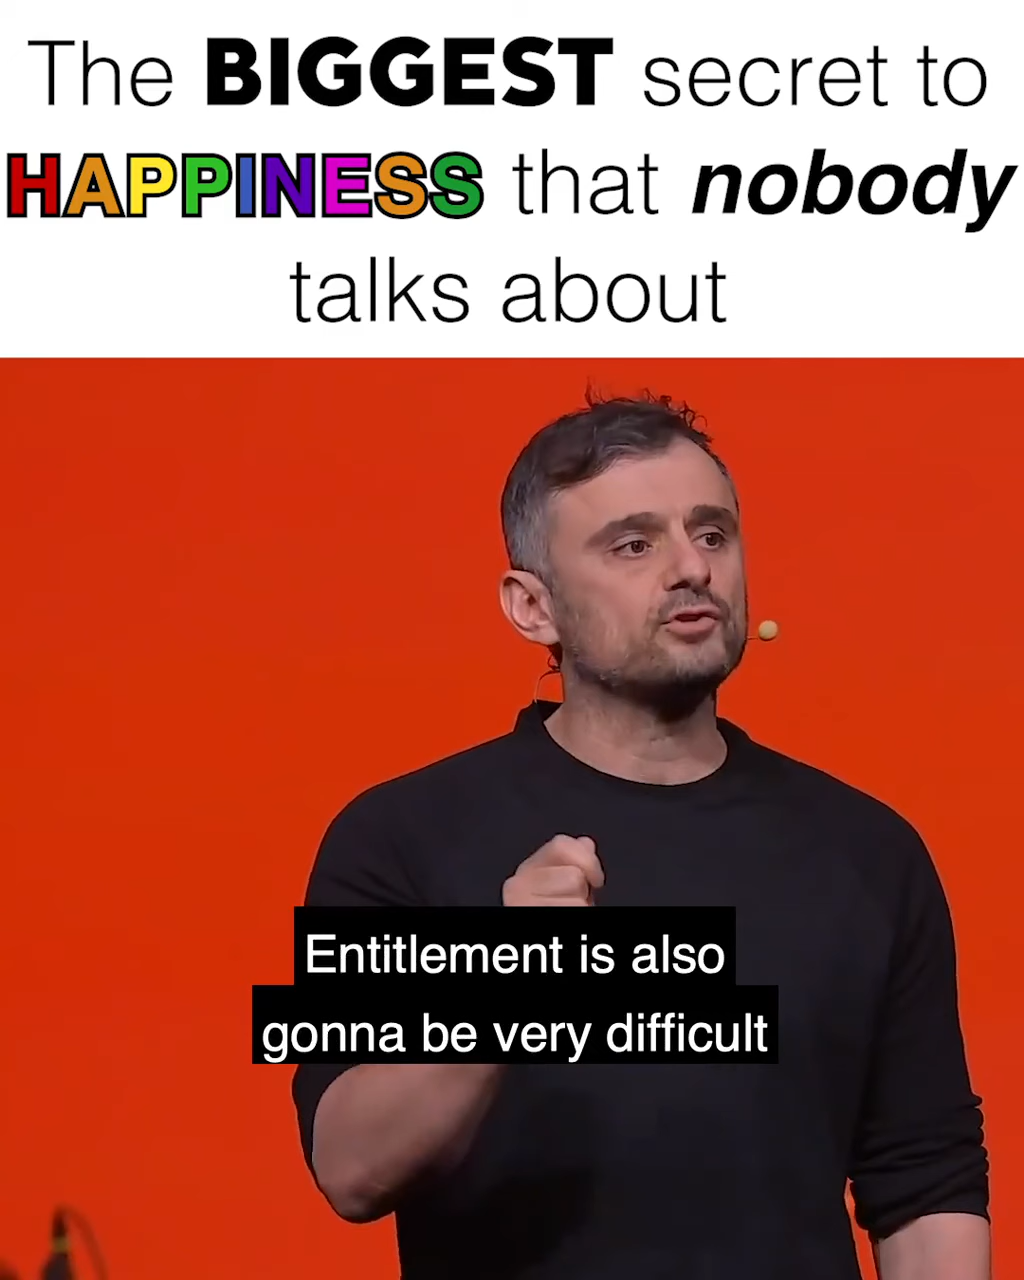 The BIGGEST secret to
HAPPINESS that nobody
talks about
Entitlement is also
gonna be very difficult